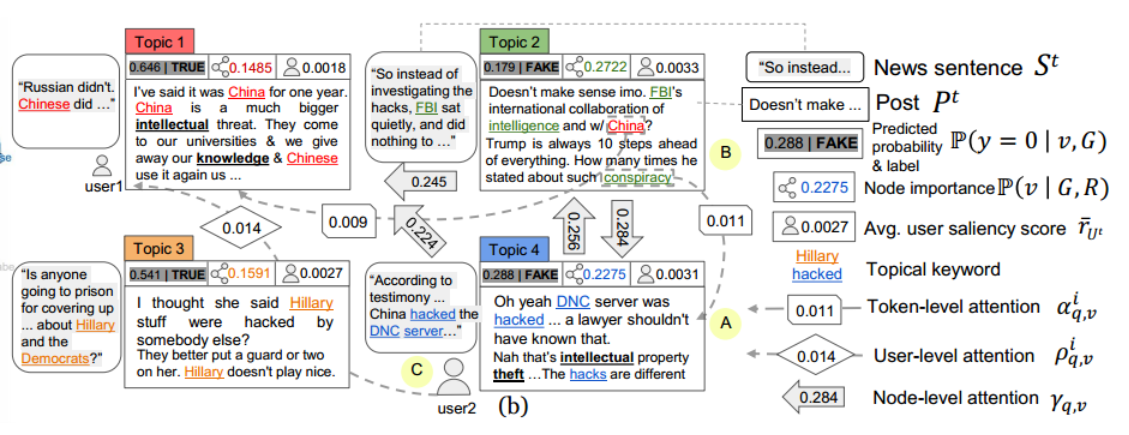 Topic 1
0.646 | TRUE 0.1485 0.0018
"Russian didn't.
Chinese did …"
user1
I've said it was China for one year.
China is a much bigger
intellectual threat. They come
to our universities & we give
away our knowledge & Chinese
use it again us ...
"So instead of
investigating the
hacks, FBI sat
quietly, and did
nothing to …"
Topic 2
0.179 | FAKE 0.2722 0.0033
Doesn't make sense imo. FBI's
international collaboration of
intelligence and w/ China?
Trump is always 10 steps ahead
of everything. How many times he
stated about such conspiracy
B
0.245
0.009
0.014
0.224
0.256
0.284
0.011
Topic 3
0.541 | TRUE 0.1591 0.0027
"Is anyone
going to prison
for covering up
... about Hillary
and the
Democrats?"
I thought she said Hillary
stuff were hacked by
somebody else?
They better put a guard or two
on her. Hillary doesn't play nice.
"According to
testimony ...
China hacked the
DNC server…"
C
user2
Topic 4
0.288 | FAKE 0.2275 0.0031
Oh yeah DNC server was
hacked ... a lawyer shouldn't
have known that.
Nah that's intellectual property
theft …The hacks are different
A
(b)
"So instead... News sentence S^t
Doesn't make ... Post P^t
0.288 | FAKE Predicted probability & label ℙ(y = 0 | v, G)
0.2275 Node importance ℙ(v | G, R)
0.0027 Avg. user saliency score r̄_{U^t}
Hillary
hacked
Topical keyword
0.011 Token-level attention α^i_{q,v}
0.014 User-level attention ρ^i_{q,v}
0.284 Node-level attention γ_{q,v}